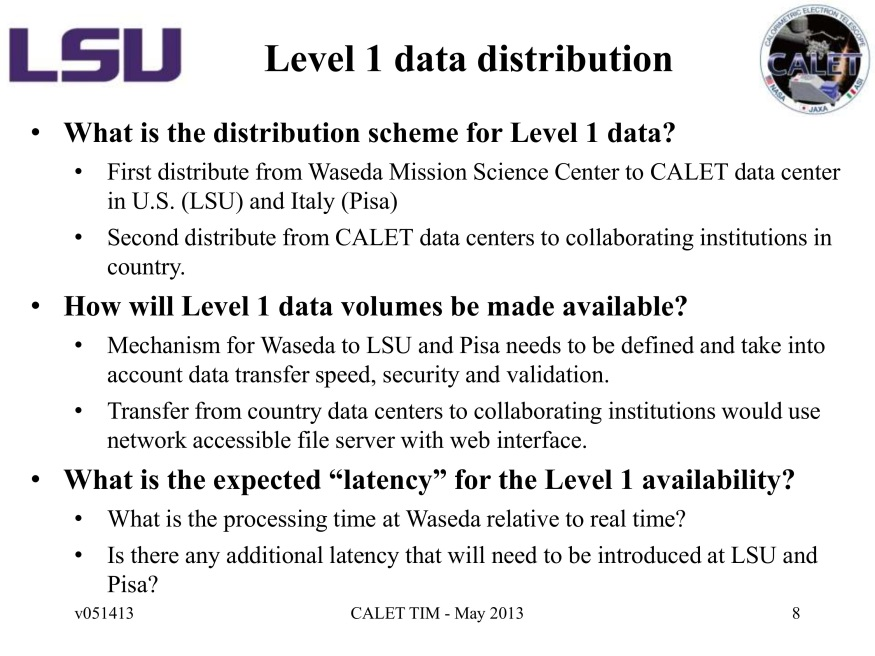 LSU
Level 1 data distribution
CALORIMETRIC ELECTRON TELESCOPE
CALET
NASA
JAXA
ASI
• What is the distribution scheme for Level 1 data?
• First distribute from Waseda Mission Science Center to CALET data center
in U.S. (LSU) and Italy (Pisa)
• Second distribute from CALET data centers to collaborating institutions in
country.
• How will Level 1 data volumes be made available?
• Mechanism for Waseda to LSU and Pisa needs to be defined and take into
account data transfer speed, security and validation.
• Transfer from country data centers to collaborating institutions would use
network accessible file server with web interface.
• What is the expected “latency” for the Level 1 availability?
• What is the processing time at Waseda relative to real time?
• Is there any additional latency that will need to be introduced at LSU and
Pisa?
v051413
CALET TIM - May 2013
8